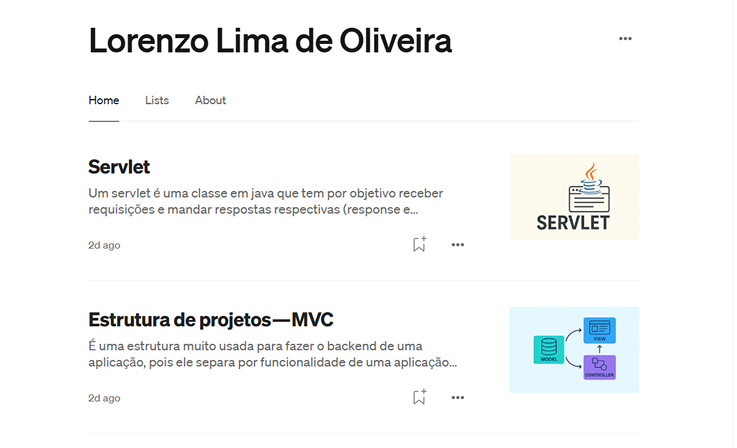 Lorenzo Lima de Oliveira
Home Lists About
Servlet
Um servlet é uma classe em java que tem por objetivo receber
requisições e mandar respostas respectivas (response e...
2d ago
SERVLET
Estrutura de projetos — MVC
É uma estrutura muito usada para fazer o backend de uma
aplicação, pois ele separa por funcionalidade de uma aplicação...
2d ago
VIEW
MODEL
CONTROLLER